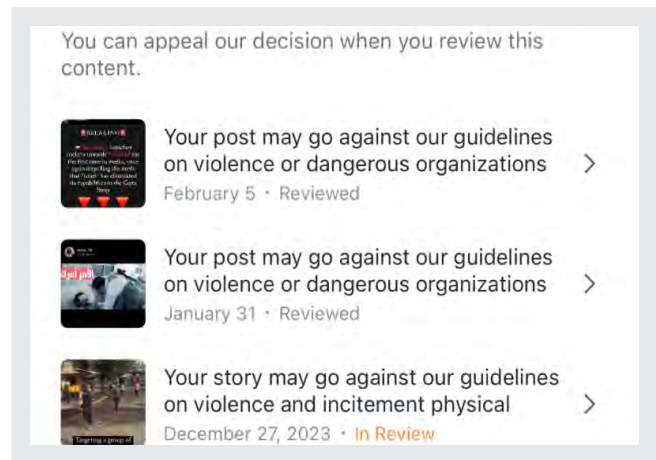 You can appeal our decision when you review this
content.
Your post may go against our guidelines
on violence or dangerous organizations
February 5 · Reviewed
Your post may go against our guidelines
on violence or dangerous organizations
January 31 · Reviewed
Your story may go against our guidelines
on violence and incitement physical
December 27, 2023 · In Review
Targeting a group of